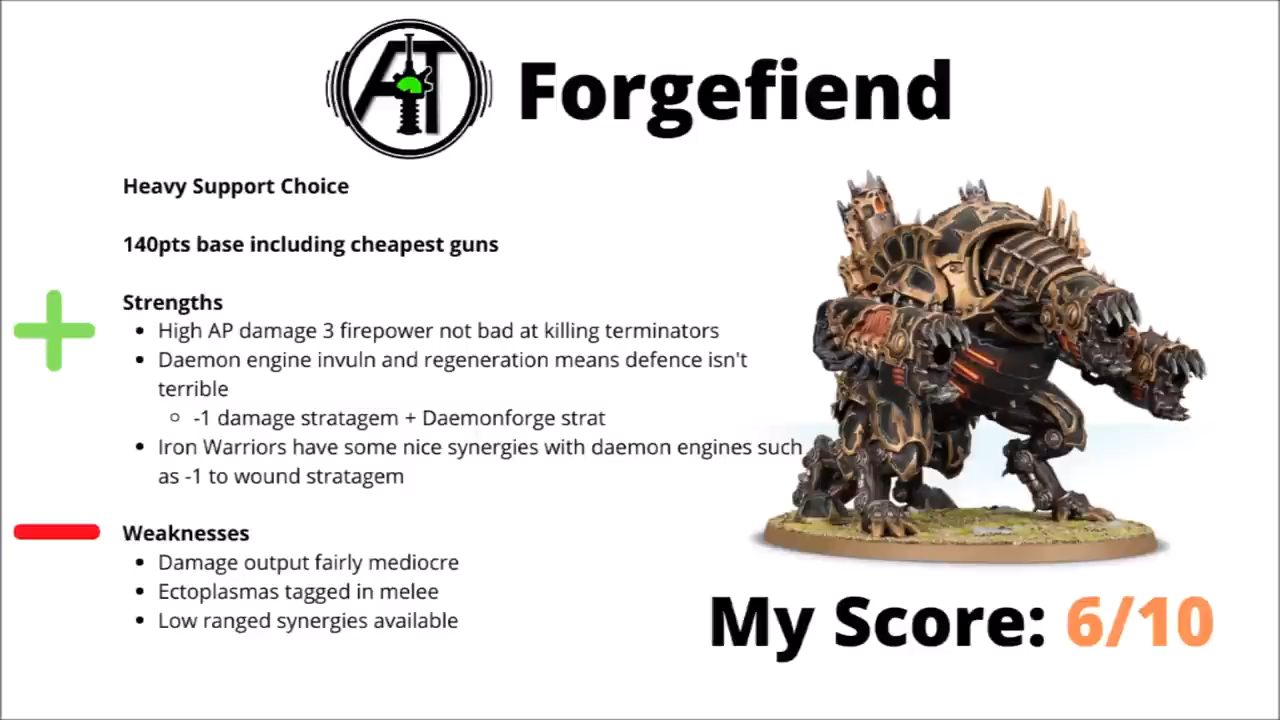 AT
Forgefiend
Heavy Support Choice
140pts base including cheapest guns
Strengths
• High AP damage 3 firepower not bad at killing terminators
• Daemon engine invuln and regeneration means defence isn't
terrible
○ -1 damage stratagem + Daemonforge strat
• Iron Warriors have some nice synergies with daemon engines such
as -1 to wound stratagem
Weaknesses
• Damage output fairly mediocre
• Ectoplasmas tagged in melee
• Low ranged synergies available
My Score: 6/10